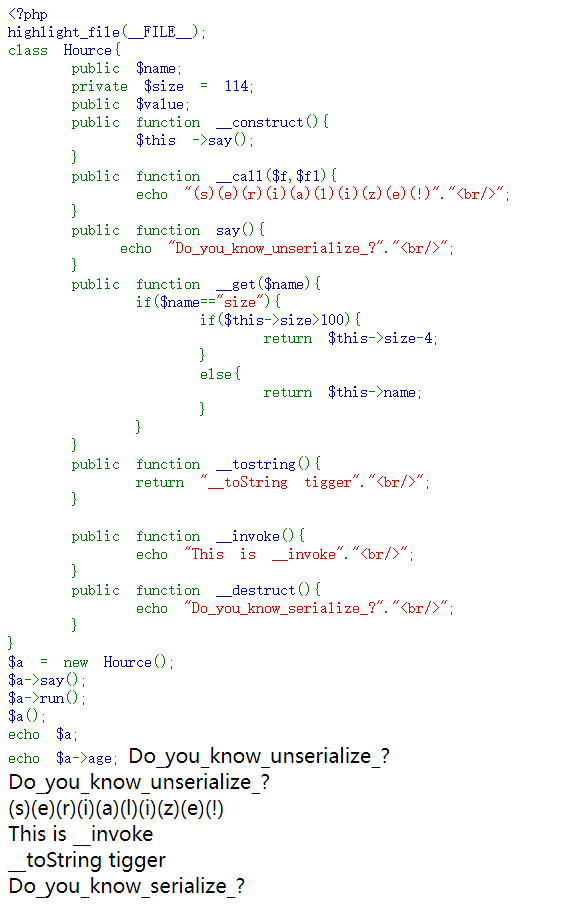 <?php
highlight_file(__FILE__);
class Hource{
        public $name;
        private $size = 114;
        public $value;
        public function __construct(){
                $this ->say();
        }
        public function __call($f,$f1){
                echo "(s)(e)(r)(i)(a)(l)(i)(z)(e)(!)"."<br/>";
        }
        public function say(){
              echo "Do_you_know_unserialize_?"."<br/>";
        }
        public function __get($name){
                if($name=="size"){
                        if($this->size>100){
                                return $this->size-4;
                        }
                        else{
                                return $this->name;
                        }
                }
        }
        public function __tostring(){
                return "__toString tigger"."<br/>";
        }

        public function __invoke(){
                echo "This is __invoke"."<br/>";
        }
        public function __destruct(){
                echo "Do_you_know_serialize_?"."<br/>";
        }
}
$a = new Hource();
$a->say();
$a->run();
$a();
echo $a;
echo $a->age; Do_you_know_unserialize_?
Do_you_know_unserialize_?
(s)(e)(r)(i)(a)(l)(i)(z)(e)(!)
This is __invoke
__toString tigger
Do_you_know_serialize_?